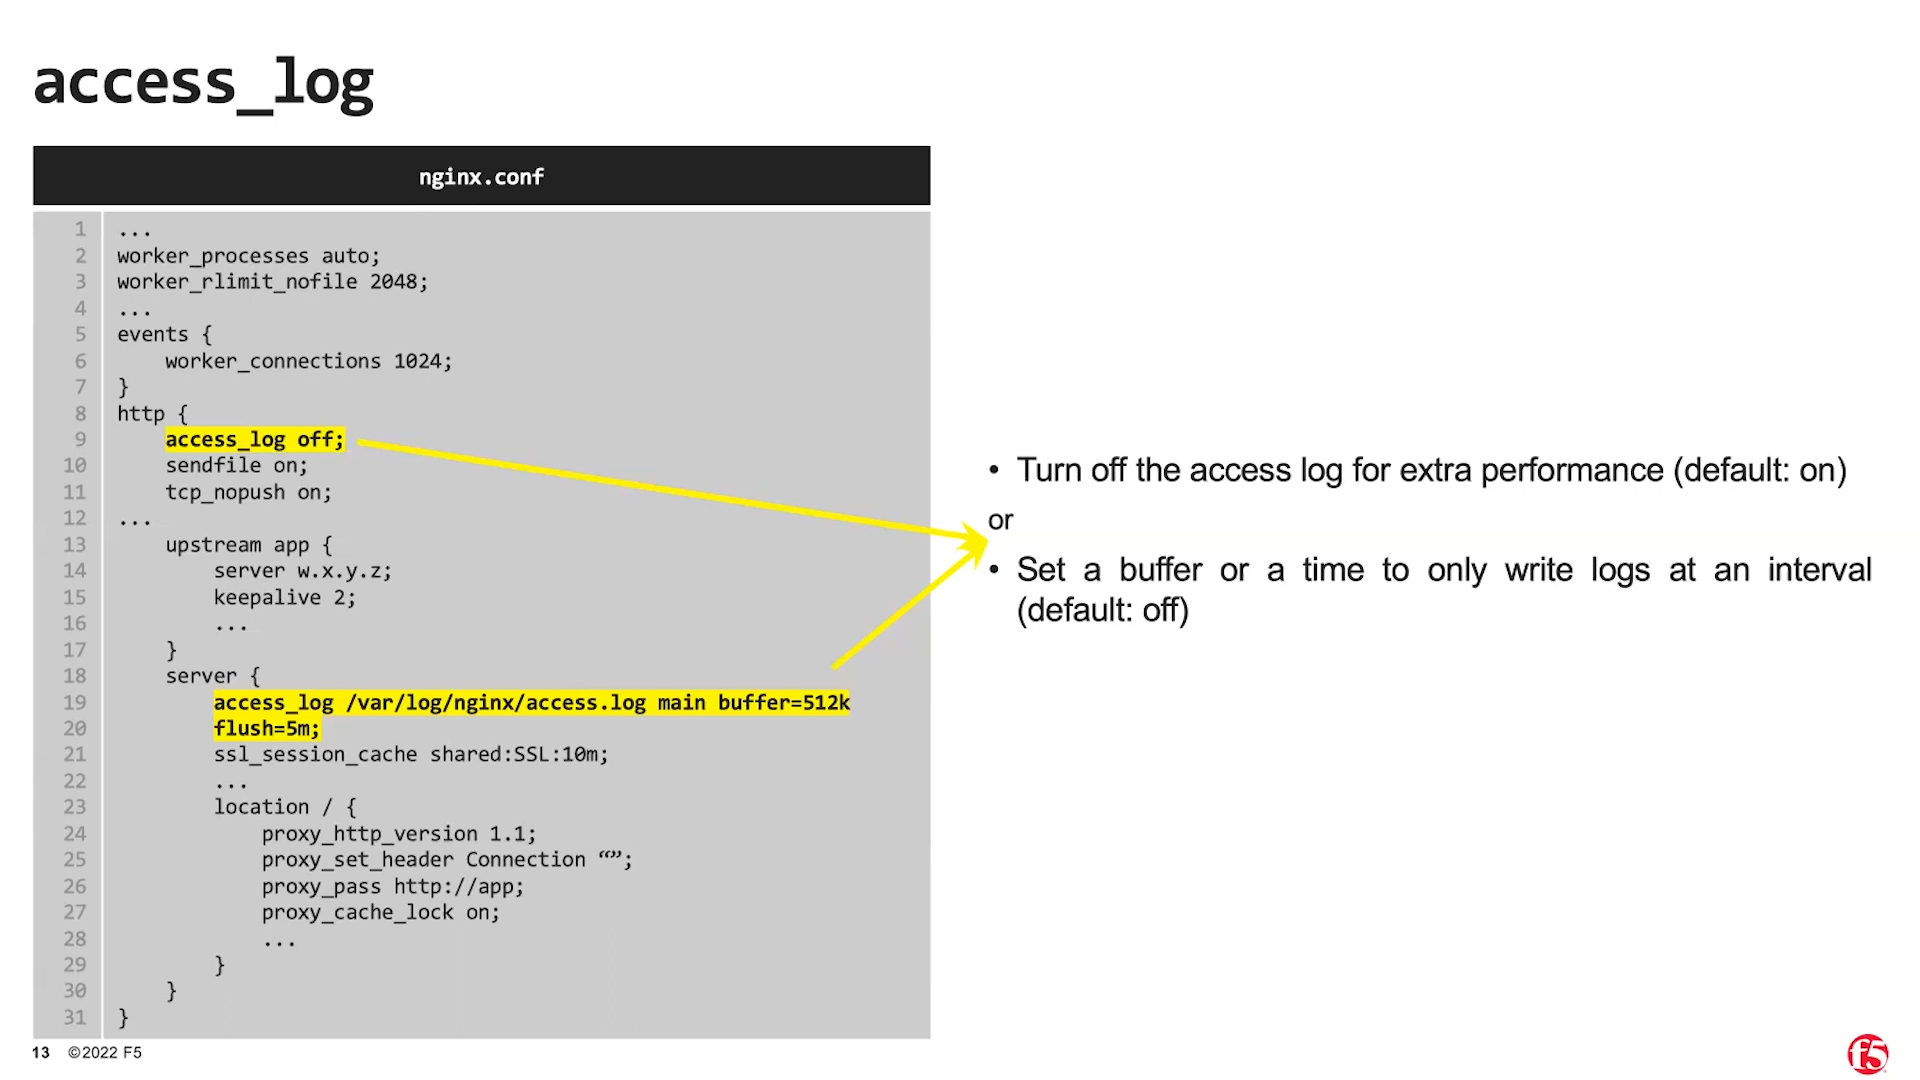 access_log
nginx.conf
1 ...
2 worker_processes auto;
3 worker_rlimit_nofile 2048;
4 ...
5 events {
6     worker_connections 1024;
7 }
8 http {
9     access_log off;
10     sendfile on;
11     tcp_nopush on;
12 ...
13     upstream app {
14         server w.x.y.z;
15         keepalive 2;
16         ...
17     }
18     server {
19         access_log /var/log/nginx/access.log main buffer=512k
20         flush=5m;
21         ssl_session_cache shared:SSL:10m;
22         ...
23         location / {
24             proxy_http_version 1.1;
25             proxy_set_header Connection “”;
26             proxy_pass http://app;
27             proxy_cache_lock on;
28             ...
29         }
30     }
31 }
• Turn off the access log for extra performance (default: on)
or
• Set a buffer or a time to only write logs at an interval
(default: off)
13 ©2022 F5
f5